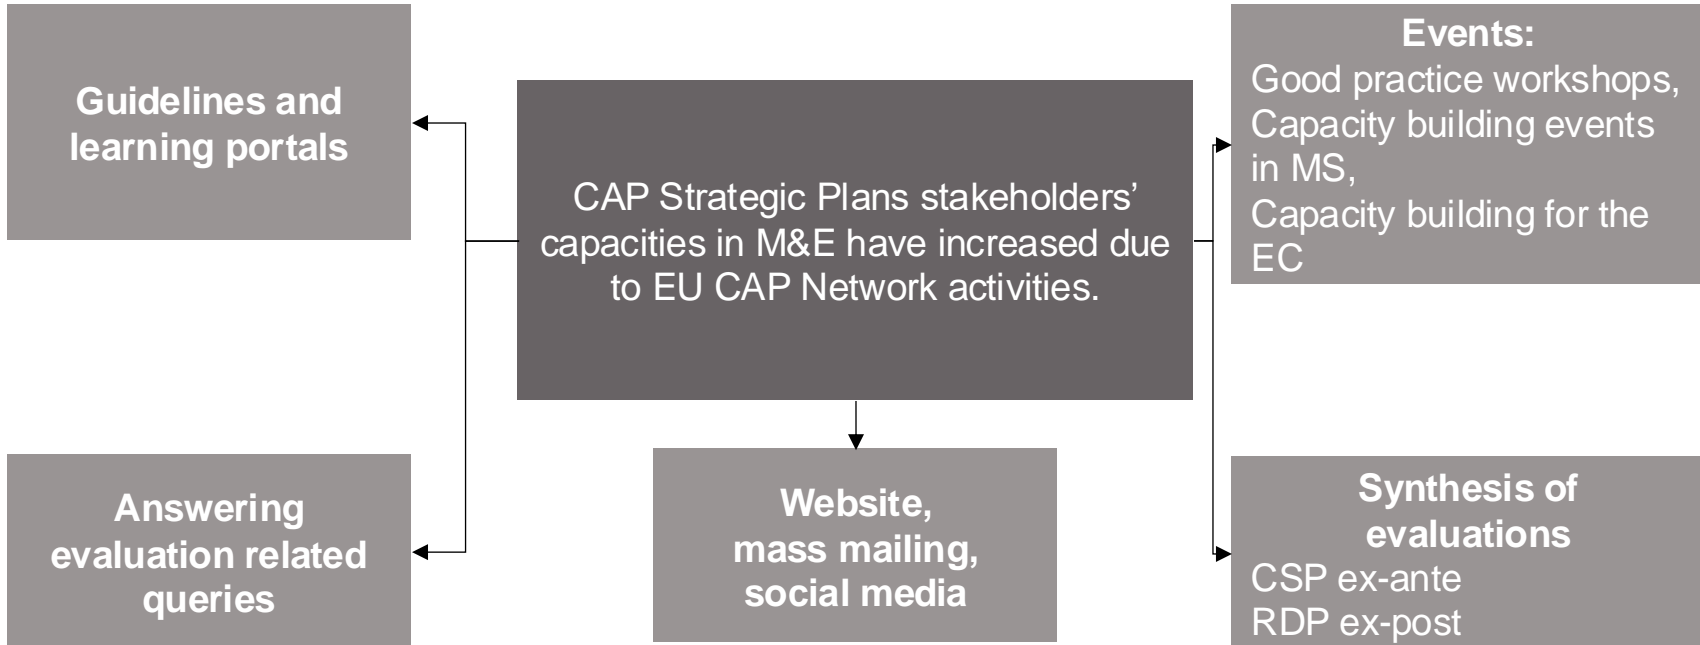 Guidelines and
learning portals
Answering
evaluation related
queries
CAP Strategic Plans stakeholders’
capacities in M&E have increased due
to EU CAP Network activities.
Website,
mass mailing,
social media
Events:
Good practice workshops,
Capacity building events
in MS,
Capacity building for the
EC
Synthesis of
evaluations
CSP ex-ante
RDP ex-post